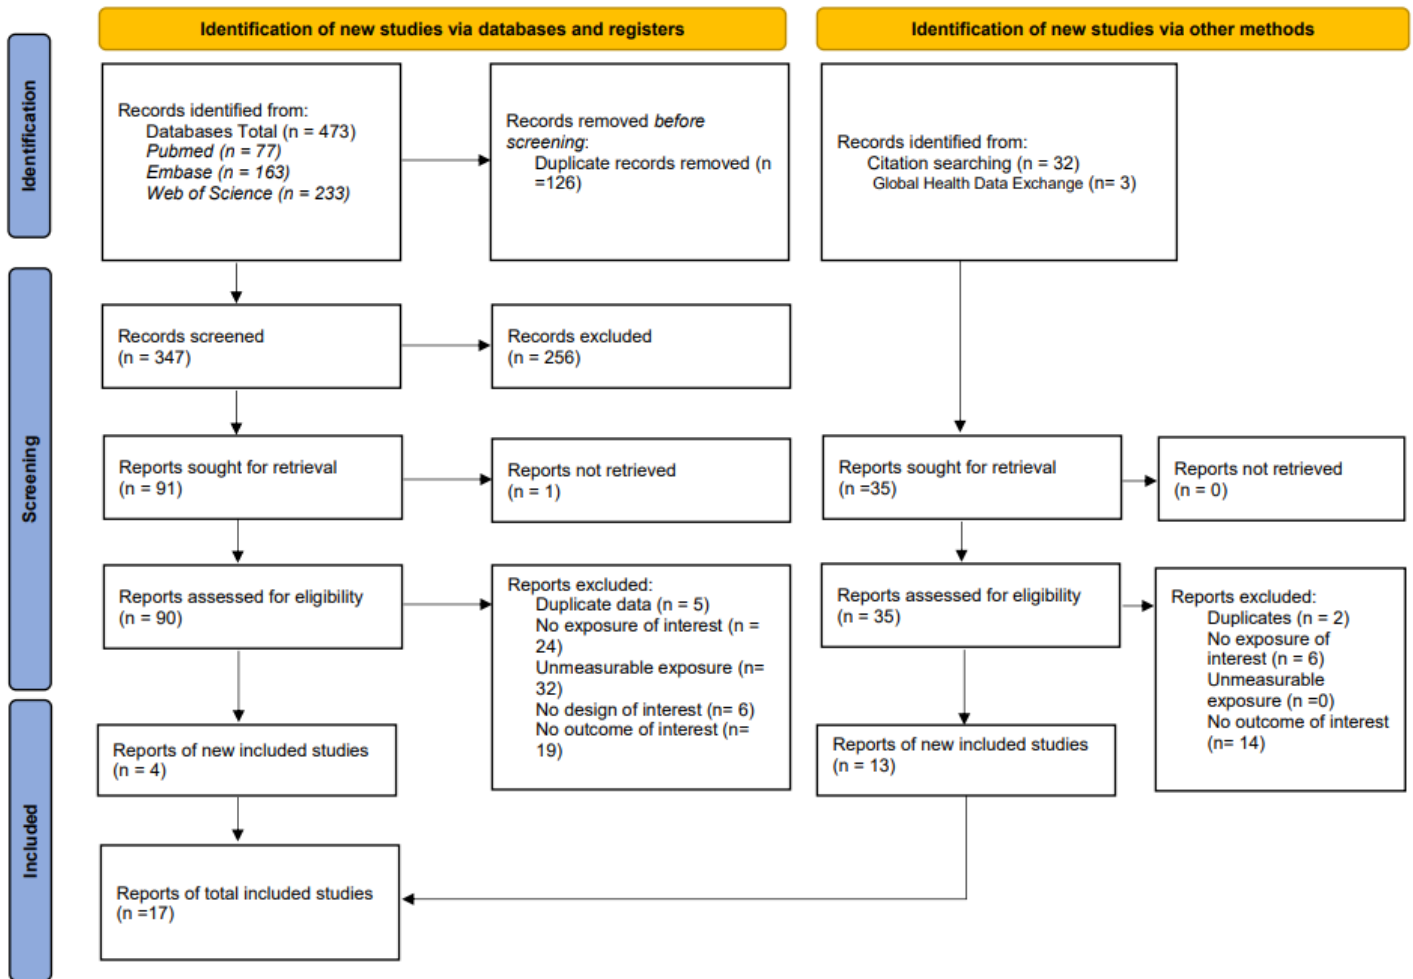 Identification of new studies via databases and registers
Identification of new studies via other methods
Identification
Records identified from:
Databases Total (n = 473)
Pubmed (n = 77)
Embase (n = 163)
Web of Science (n = 233)
Records removed before
screening:
Duplicate records removed (n
=126)
Records identified from:
Citation searching (n = 32)
Global Health Data Exchange (n= 3)
Screening
Records screened
(n = 347)
Records excluded
(n = 256)
Reports sought for retrieval
(n = 91)
Reports not retrieved
(n = 1)
Reports sought for retrieval
(n =35)
Reports not retrieved
(n = 0)
Reports assessed for eligibility
(n = 90)
Reports excluded:
Duplicate data (n = 5)
No exposure of interest (n =
24)
Unmeasurable exposure (n=
32)
No design of interest (n= 6)
No outcome of interest (n=
19)
Reports assessed for eligibility
(n = 35)
Reports excluded:
Duplicates (n = 2)
No exposure of
interest (n = 6)
Unmeasurable
exposure (n =0)
No outcome of interest
(n= 14)
Included
Reports of new included studies
(n = 4)
Reports of new included studies
(n = 13)
Reports of total included studies
(n =17)